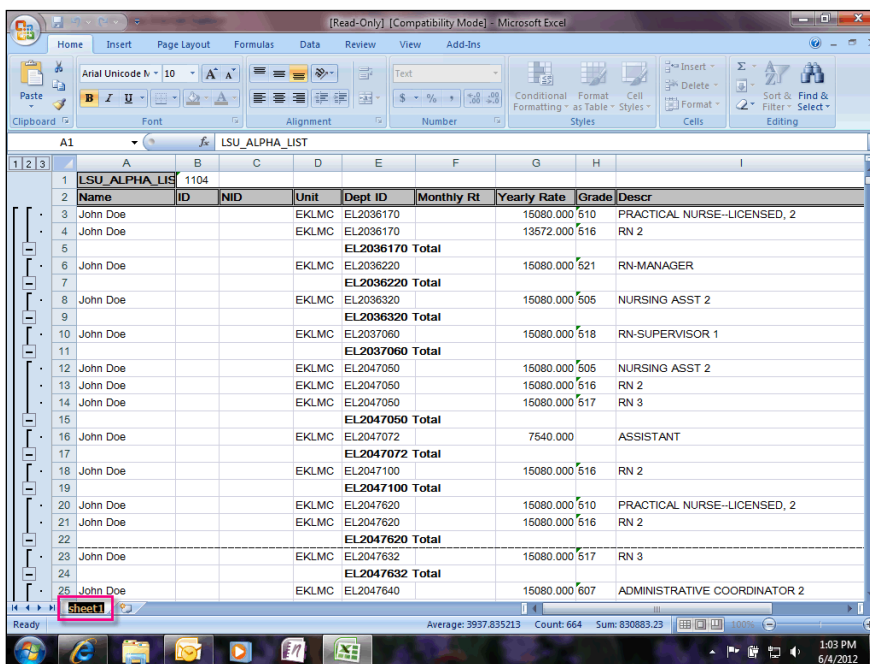 [Read-Only] [Compatibility Mode] - Microsoft Excel
Home Insert Page Layout Formulas Data Review View Add-Ins
Paste Arial Unicode M 10 A A Text Insert Σ
B I U A $ % , .0 .00 .00 .0 Conditional Formatting Format as Table Cell Styles Delete Format Sort & Filter Find & Select
Clipboard Font Alignment Number Styles Cells Editing
A1 fx LSU_ALPHA_LIST
1 2 3 A B C D E F G H I
1 LSU_ALPHA_LIS 1104
2 Name ID NID Unit Dept ID Monthly Rt Yearly Rate Grade Descr
3 John Doe EKLMC EL2036170 15080.000 510 PRACTICAL NURSE--LICENSED, 2
4 John Doe EKLMC EL2036170 13572.000 516 RN 2
5 EL2036170 Total
6 John Doe EKLMC EL2036220 15080.000 521 RN-MANAGER
7 EL2036220 Total
8 John Doe EKLMC EL2036320 15080.000 505 NURSING ASST 2
9 EL2036320 Total
10 John Doe EKLMC EL2037060 15080.000 518 RN-SUPERVISOR 1
11 EL2037060 Total
12 John Doe EKLMC EL2047050 15080.000 505 NURSING ASST 2
13 John Doe EKLMC EL2047050 15080.000 516 RN 2
14 John Doe EKLMC EL2047050 15080.000 517 RN 3
15 EL2047050 Total
16 John Doe EKLMC EL2047072 7540.000 ASSISTANT
17 EL2047072 Total
18 John Doe EKLMC EL2047100 15080.000 516 RN 2
19 EL2047100 Total
20 John Doe EKLMC EL2047620 15080.000 510 PRACTICAL NURSE--LICENSED, 2
21 John Doe EKLMC EL2047620 15080.000 516 RN 2
22 EL2047620 Total
23 John Doe EKLMC EL2047632 15080.000 517 RN 3
24 EL2047632 Total
25 John Doe EKLMC EL2047640 15080.000 607 ADMINISTRATIVE COORDINATOR 2
sheet1
Ready Average: 3937.835213 Count: 664 Sum: 830883.23 100%
1:03 PM
6/4/2012